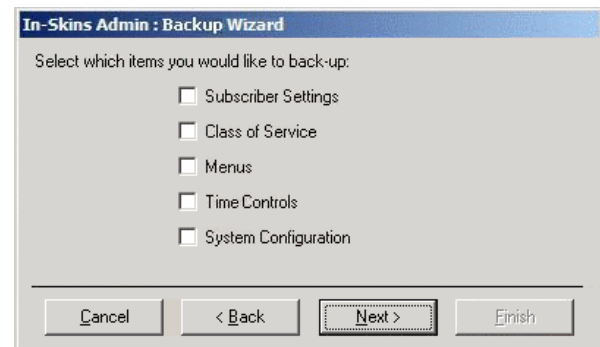 In-Skins Admin : Backup Wizard
Select which items you would like to back-up:
Subscriber Settings
Class of Service
Menus
Time Controls
System Configuration
Cancel
< Back
Next >
Finish